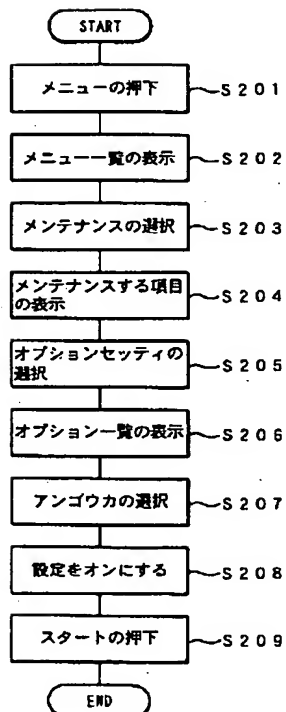 START
メニューの押下
S201
メニュー一覧の表示
S202
メンテナンスの選択
S203
メンテナンスする項目
の表示
S204
オプションセッティの
選択
S205
オプション一覧の表示
S206
アンゴウカの選択
S207
設定をオンにする
S208
スタートの押下
S209
END